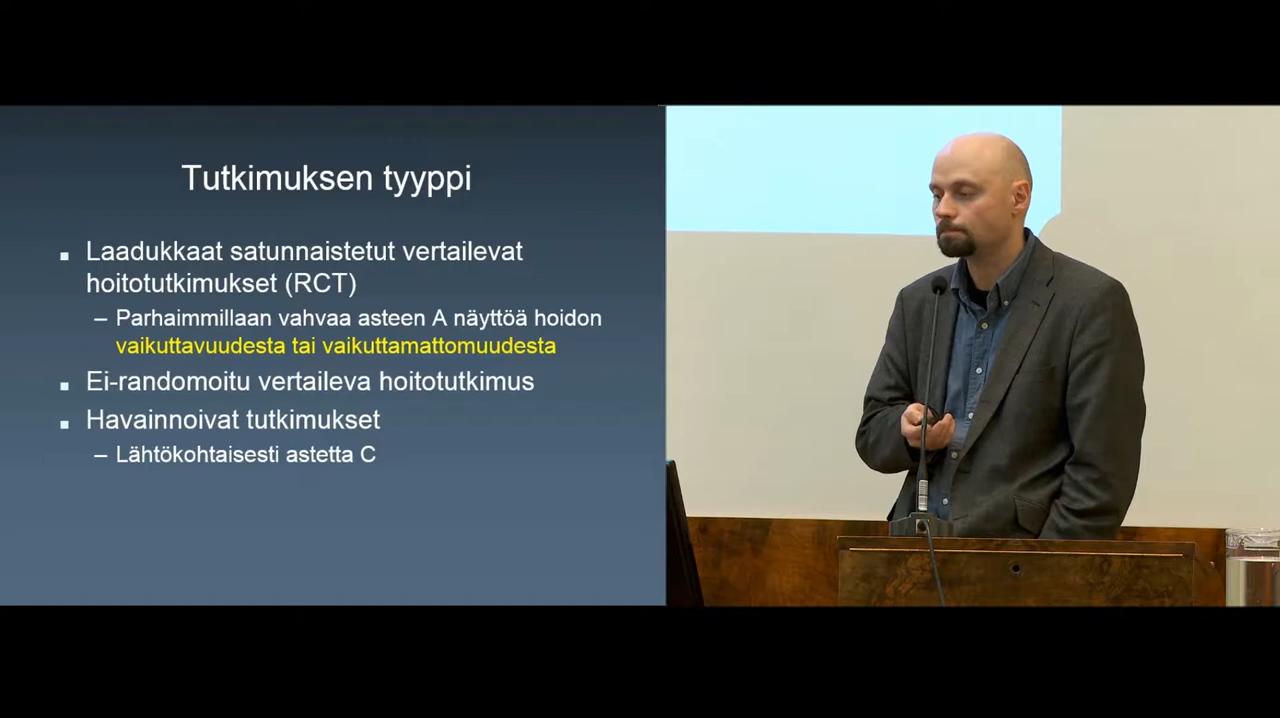 Tutkimuksen tyyppi
Laadukkaat satunnaistetut vertailevat
hoitotutkimukset (RCT)
– Parhaimmillaan vahvaa asteen A näyttöä hoidon
vaikuttavuudesta tai vaikuttamattomuudesta
Ei-randomoitu vertaileva hoitotutkimus
Havainnoivat tutkimukset
– Lähtökohtaisesti astetta C